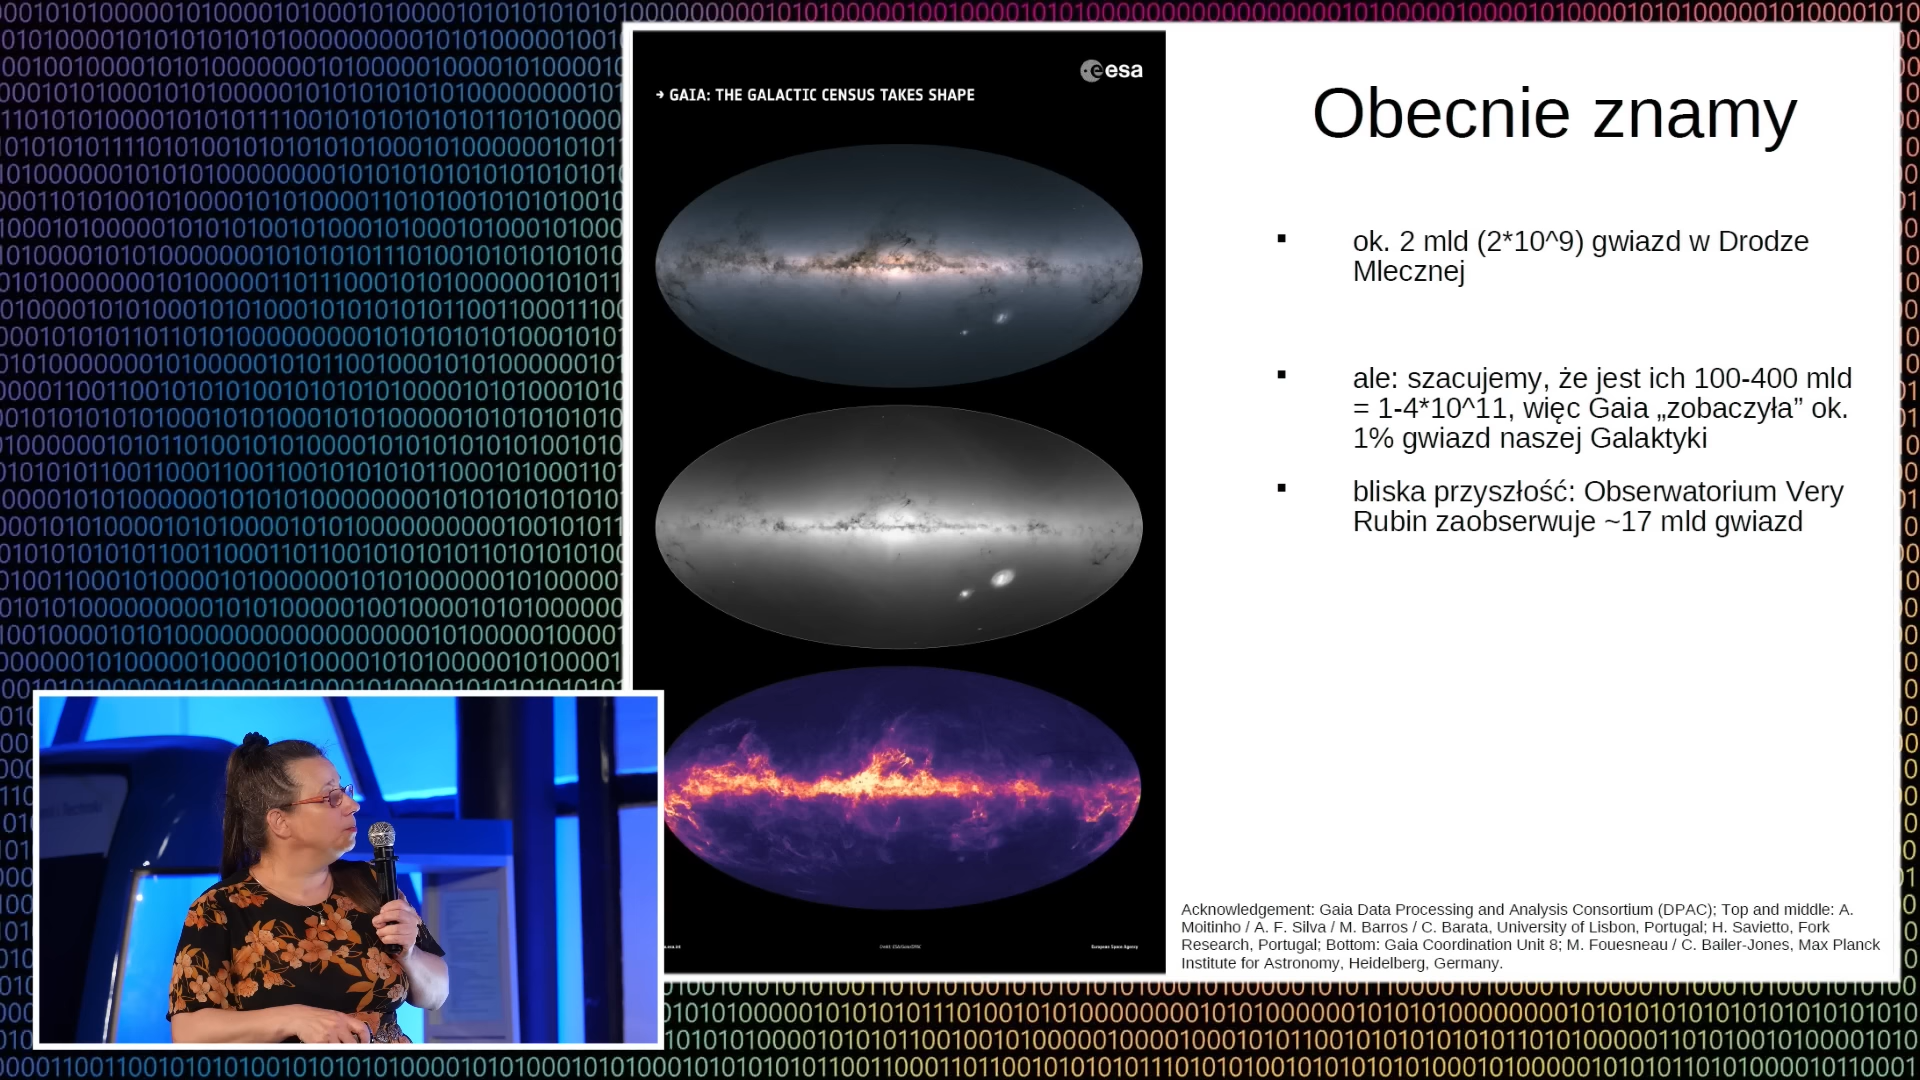 esa
→ GAIA: THE GALACTIC CENSUS TAKES SHAPE
Obecnie znamy
▪ ok. 2 mld (2*10^9) gwiazd w Drodze
Mlecznej
▪ ale: szacujemy, że jest ich 100-400 mld
= 1-4*10^11, więc Gaia „zobaczyła” ok.
1% gwiazd naszej Galaktyki
▪ bliska przyszłość: Obserwatorium Very
Rubin zaobserwuje ~17 mld gwiazd
European Space Agency
Acknowledgement: Gaia Data Processing and Analysis Consortium (DPAC); Top and middle: A.
Moitinho / A. F. Silva / M. Barros / C. Barata, University of Lisbon, Portugal; H. Savietto, Fork
Research, Portugal; Bottom: Gaia Coordination Unit 8; M. Fouesneau / C. Bailer-Jones, Max Planck
Institute for Astronomy, Heidelberg, Germany.